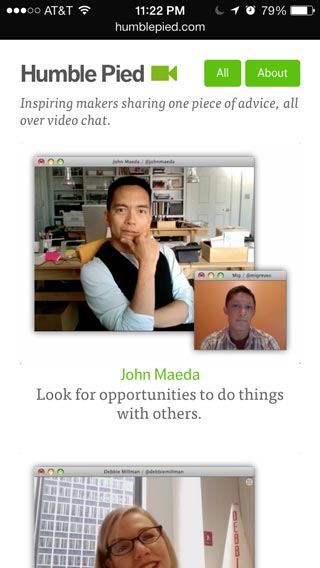 AT&T 11:22 PM 79%
humblepied.com
Humble Pied All About
Inspiring makers sharing one piece of advice, all
over video chat.
John Maeda / @johnmaeda
Mig / @migreyes
John Maeda
Look for opportunities to do things
with others.
Debbie Millman / @debbiemillman
DEBBI